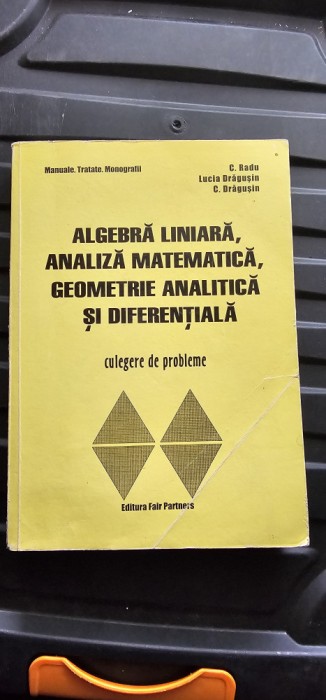 Manuale. Tratate. Monografii
C. Radu
Lucia Drăgușin
C. Drăgușin
ALGEBRĂ LINIARĂ,
ANALIZĂ MATEMATICĂ,
GEOMETRIE ANALITICĂ
ȘI DIFERENȚIALĂ
culegere de probleme
Editura Fair Partners